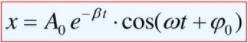 x = A₀ e^{-βt} · cos(ωt + φ₀)